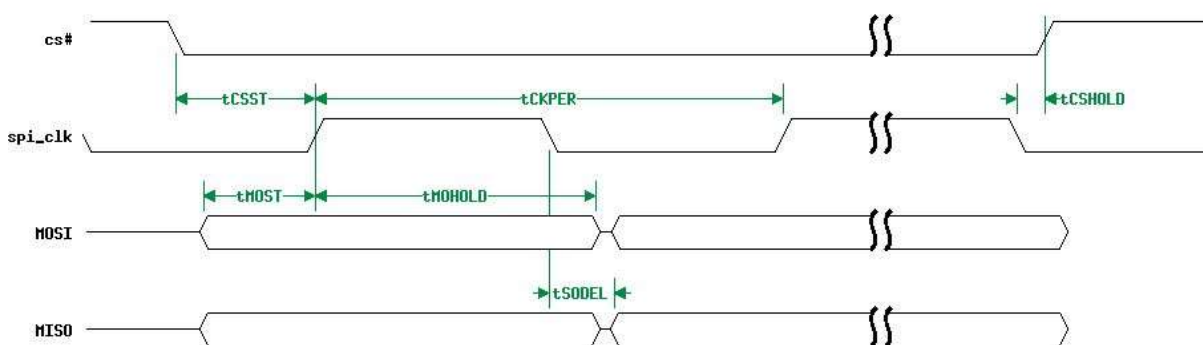 cs#
tCSST
tCKPER
tCSHOLD
spi_clk
tMOST
tMOHOLD
MOSI
tSODEL
MISO